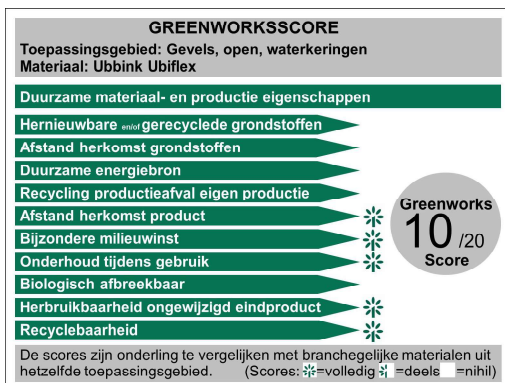 GREENWORKSSCORE
Toepassingsgebied: Gevels, open, waterkeringen
Materiaal: Ubbink Ubiflex
Duurzame materiaal- en productie eigenschappen
Hernieuwbare en/of gerecyclede grondstoffen
Afstand herkomst grondstoffen
Duurzame energiebron
Recycling productieafval eigen productie
Afstand herkomst product
Bijzondere milieuwinst
Onderhoud tijdens gebruik
Biologisch afbreekbaar
Herbruikbaarheid ongewijzigd eindproduct
Recyclebaarheid
Greenworks
10 /20
Score
De scores zijn onderling te vergelijken met branchegelijke materialen uit
hetzelfde toepassingsgebied. (Scores: =volledig =deels =nihil)